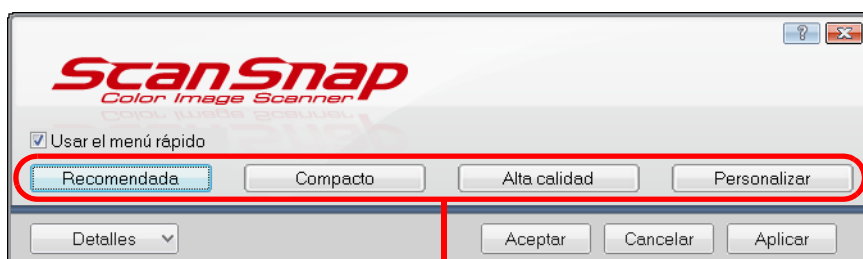 ScanSnap
Color Image Scanner
Usar el menú rápido
Recomendada Compacto Alta calidad Personalizar
Detalles Aceptar Cancelar Aplicar